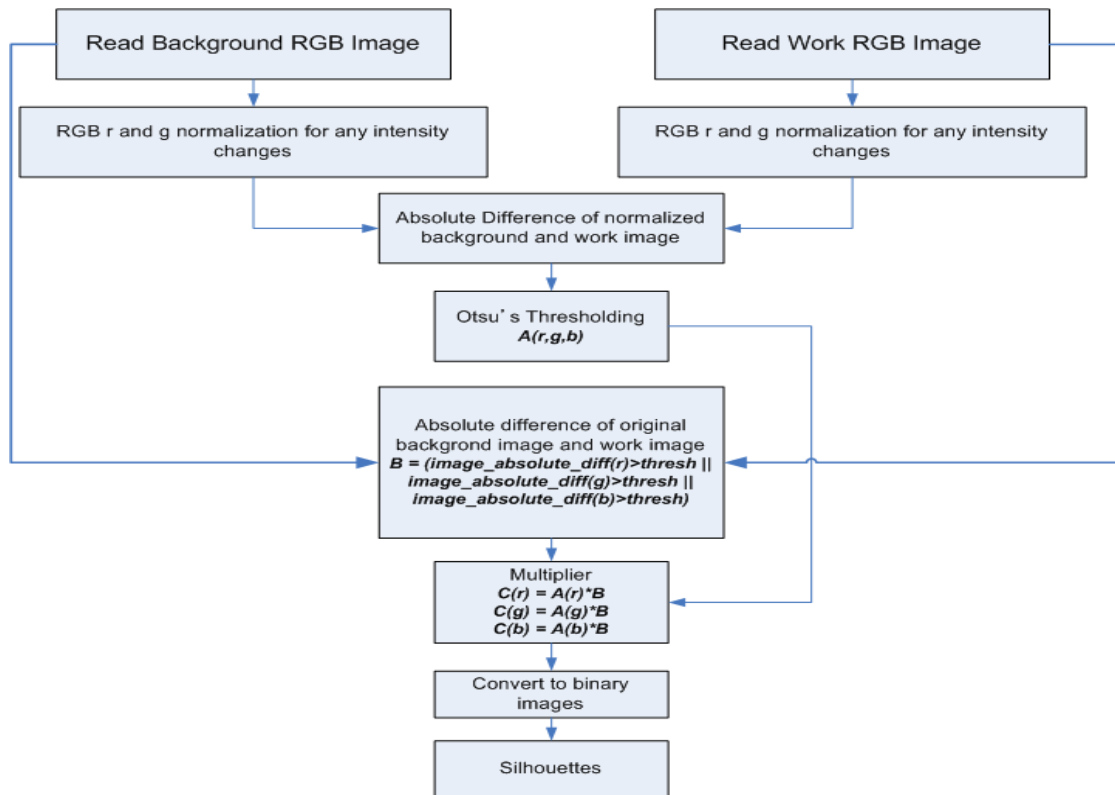 Read Background RGB Image
Read Work RGB Image
RGB r and g normalization for any intensity
changes
RGB r and g normalization for any intensity
changes
Absolute Difference of normalized
background and work image
Otsu's Thresholding
A(r,g,b)
Absolute difference of original
backgrond image and work image
B = (image_absolute_diff(r)>thresh ||
image_absolute_diff(g)>thresh ||
image_absolute_diff(b)>thresh)
Multiplier
C(r) = A(r)*B
C(g) = A(g)*B
C(b) = A(b)*B
Convert to binary
images
Silhouettes